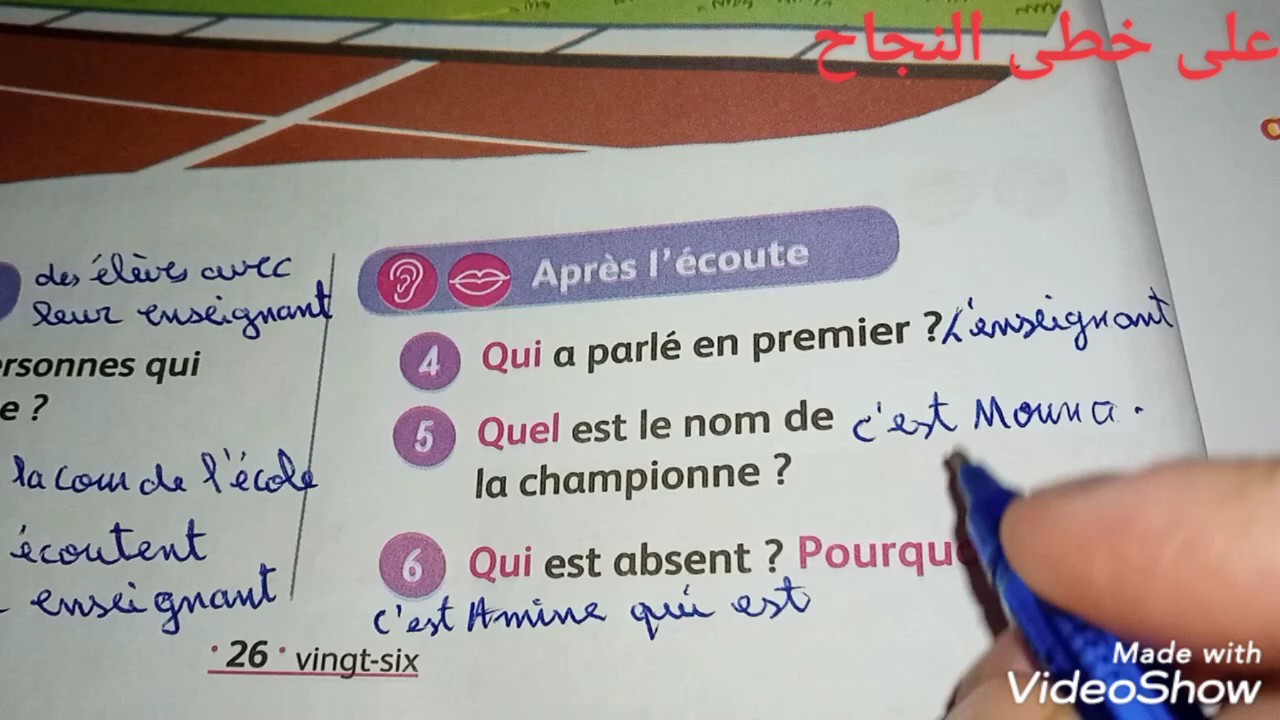 على خطى النجاح
des élèves avec
leur enseignant
rsonnes qui
e ?
la cour de l'école
écoutent
enseignant
Après l'écoute
4 Qui a parlé en premier ? L'enseignant
5 Quel est le nom de c'est Mouna.
la championne ?
6 Qui est absent ? Pourqu
c'est Amine qui est
26 vingt-six
Made with
VideoShow